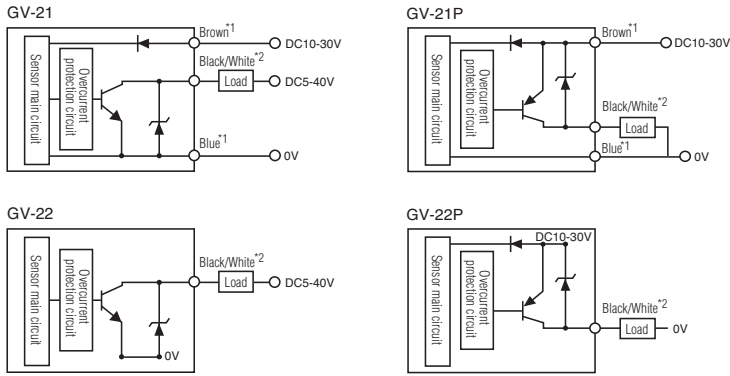 GV-21
Brown*1
DC10-30V
Black/White*2
Load
DC5-40V
Blue*1
0V
Sensor main circuit
Overcurrent
protection circuit
GV-21P
Brown*1
DC10-30V
Black/White*2
Load
Blue*1
0V
Sensor main circuit
Overcurrent
protection circuit
GV-22
Black/White*2
Load
DC5-40V
0V
Sensor main circuit
Overcurrent
protection circuit
GV-22P
DC10-30V
Black/White*2
Load
0V
Sensor main circuit
Overcurrent
protection circuit